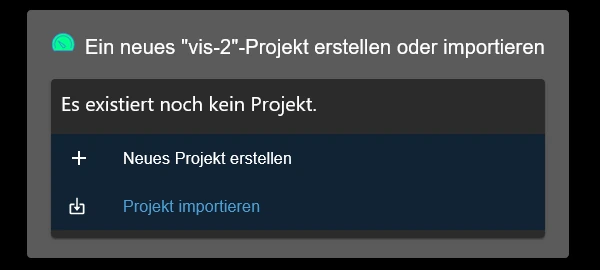 Ein neues "vis-2"-Projekt erstellen oder importieren
Es existiert noch kein Projekt.
Neues Projekt erstellen
Projekt importieren